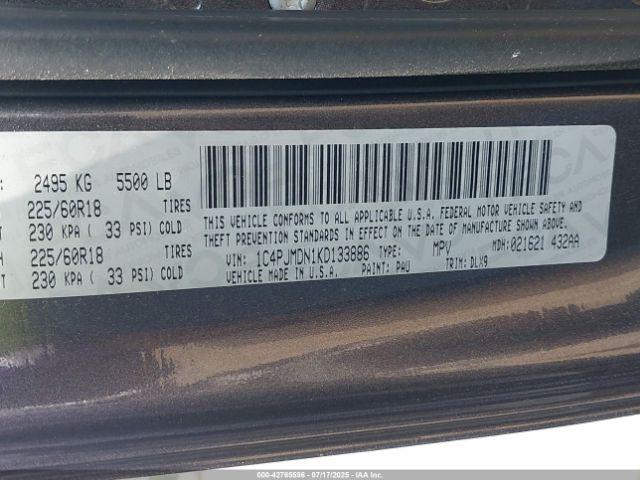 : 2495 KG 5500 LB
225/60R18 TIRES
230 KPA ( 33 PSI) COLD
225/60R18 TIRES
230 KPA ( 33 PSI) COLD
THIS VEHICLE CONFORMS TO ALL APPLICABLE U.S.A. FEDERAL MOTOR VEHICLE SAFETY AND
THEFT PREVENTION STANDARDS IN EFFECT ON THE DATE OF MANUFACTURE SHOWN ABOVE.
VIN: 1C4PJMDN1KD133886 TYPE: MPV MDH: 021621 432AA
VEHICLE MADE IN U.S.A. PAINT: PAU TRIM: DLX9
100-42765596 - 07/17/2025 - IAAI.COM